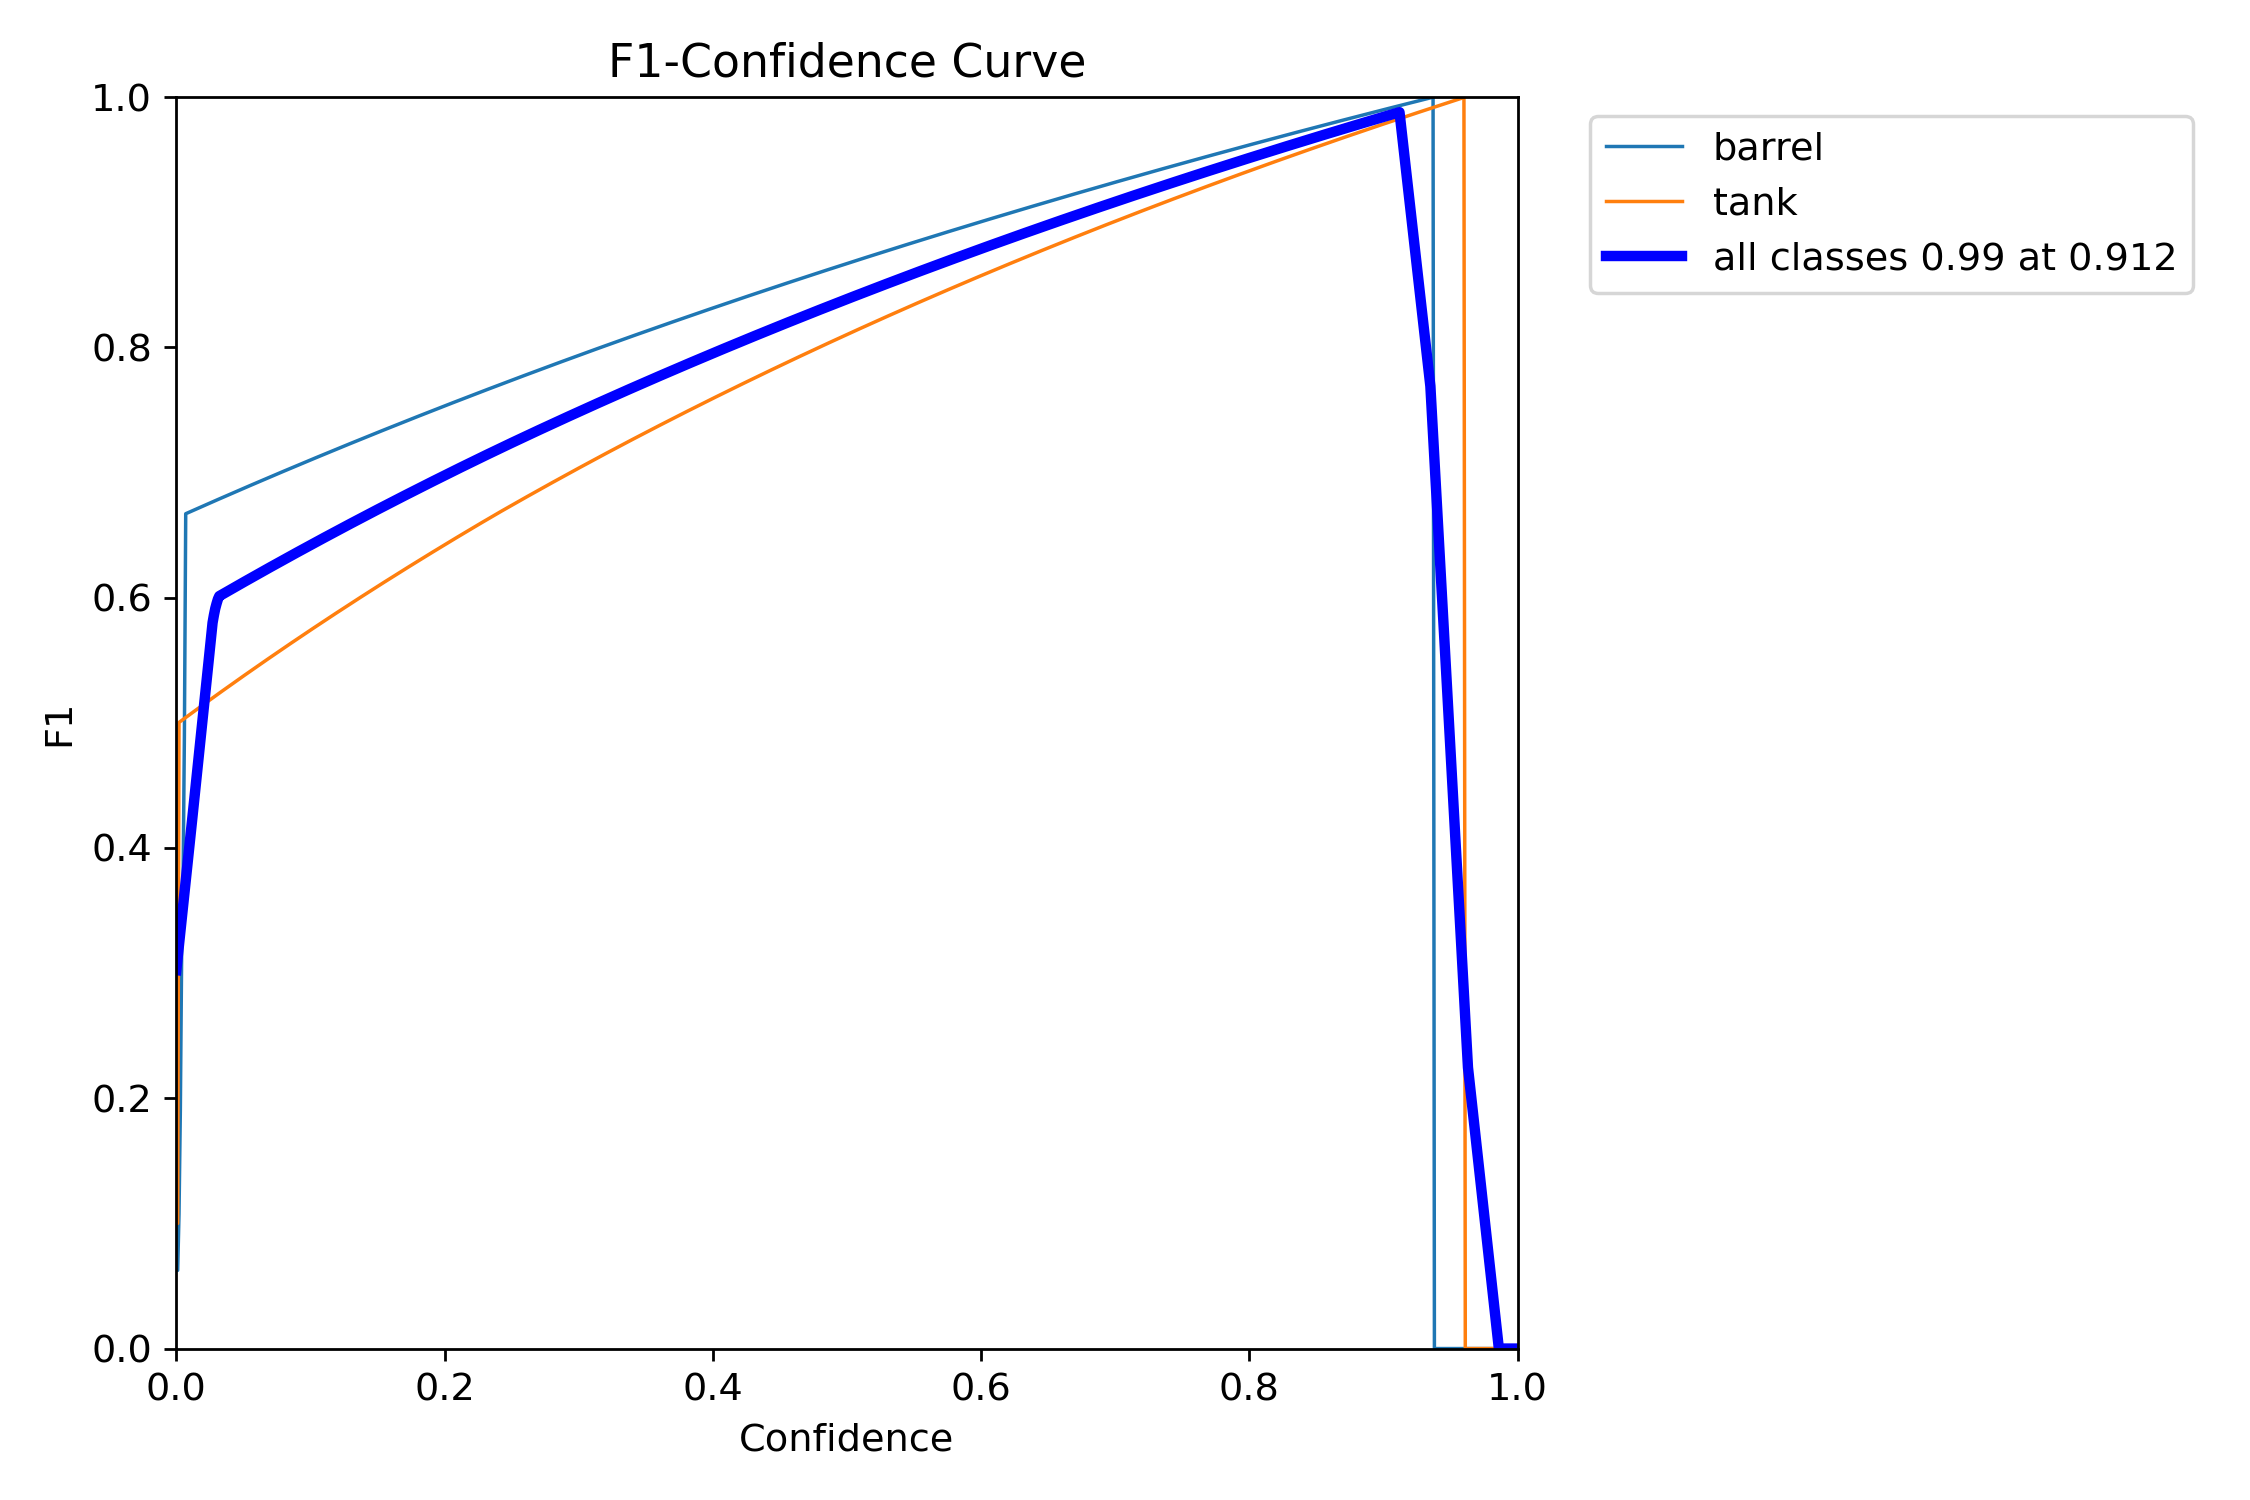 F1-Confidence Curve
barrel
tank
all classes 0.99 at 0.912
F1
1.0
0.8
0.6
0.4
0.2
0.0
0.0 0.2 0.4 0.6 0.8 1.0
Confidence